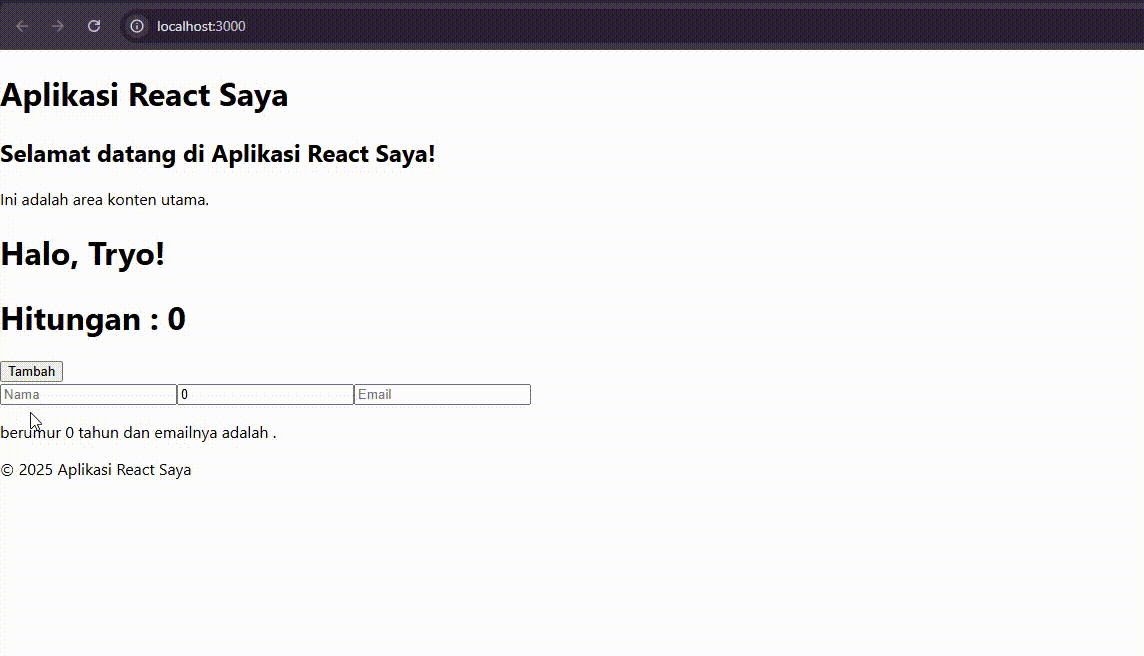 localhost:3000
Aplikasi React Saya
Selamat datang di Aplikasi React Saya!
Ini adalah area konten utama.
Halo, Tryo!
Hitungan : 0
Tambah
Nama 0 Email
berumur 0 tahun dan emailnya adalah .
© 2025 Aplikasi React Saya